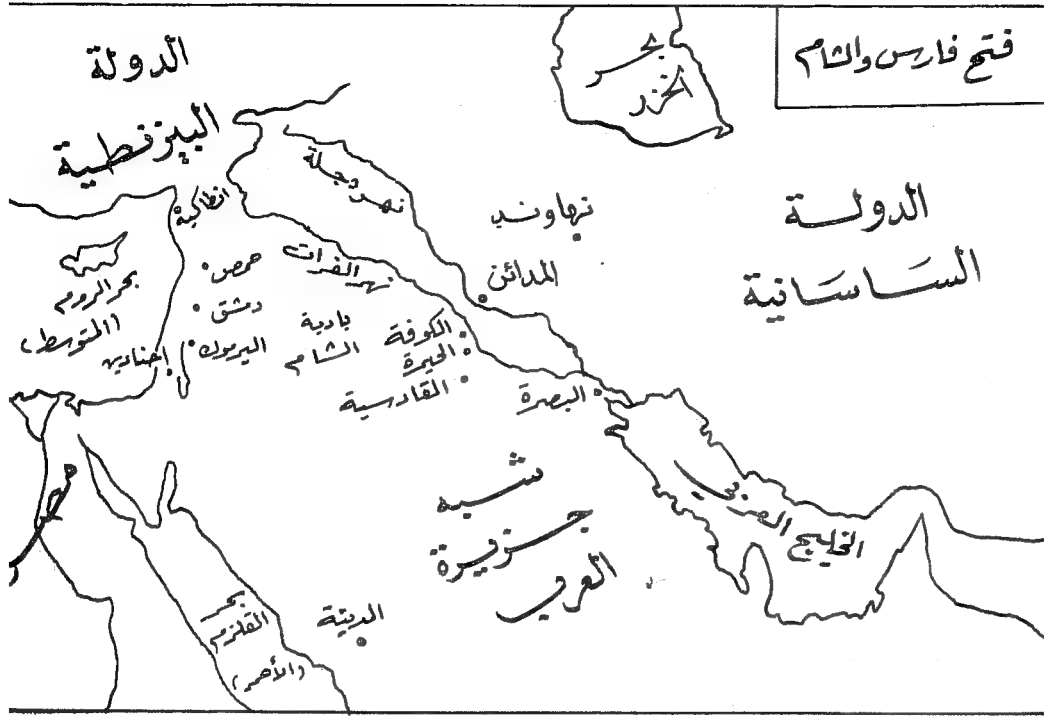 فتح فارس والشام
الدولة
البيزنطية
بحر
الخزر
الدولة
الساسانية
نهر دجلة
نهاوند
انطاكية
نهر الفرات
المدائن
حمص
دمشق
اليرموك
اجنادين
بحر الروم
(المتوسط)
بادية
الشام
الكوفة
الحيرة
القادسية
البصرة
شبه
جزيرة
العرب
الخليج العربي
مصر
بحر
القلزم
(الأحمر)
المدينة